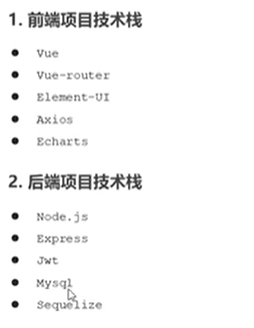 1. 前端项目技术栈
● Vue
● Vue-router
● Element-UI
● Axios
● Echarts
2. 后端项目技术栈
● Node.js
● Express
● Jwt
● Mysql
● Sequelize